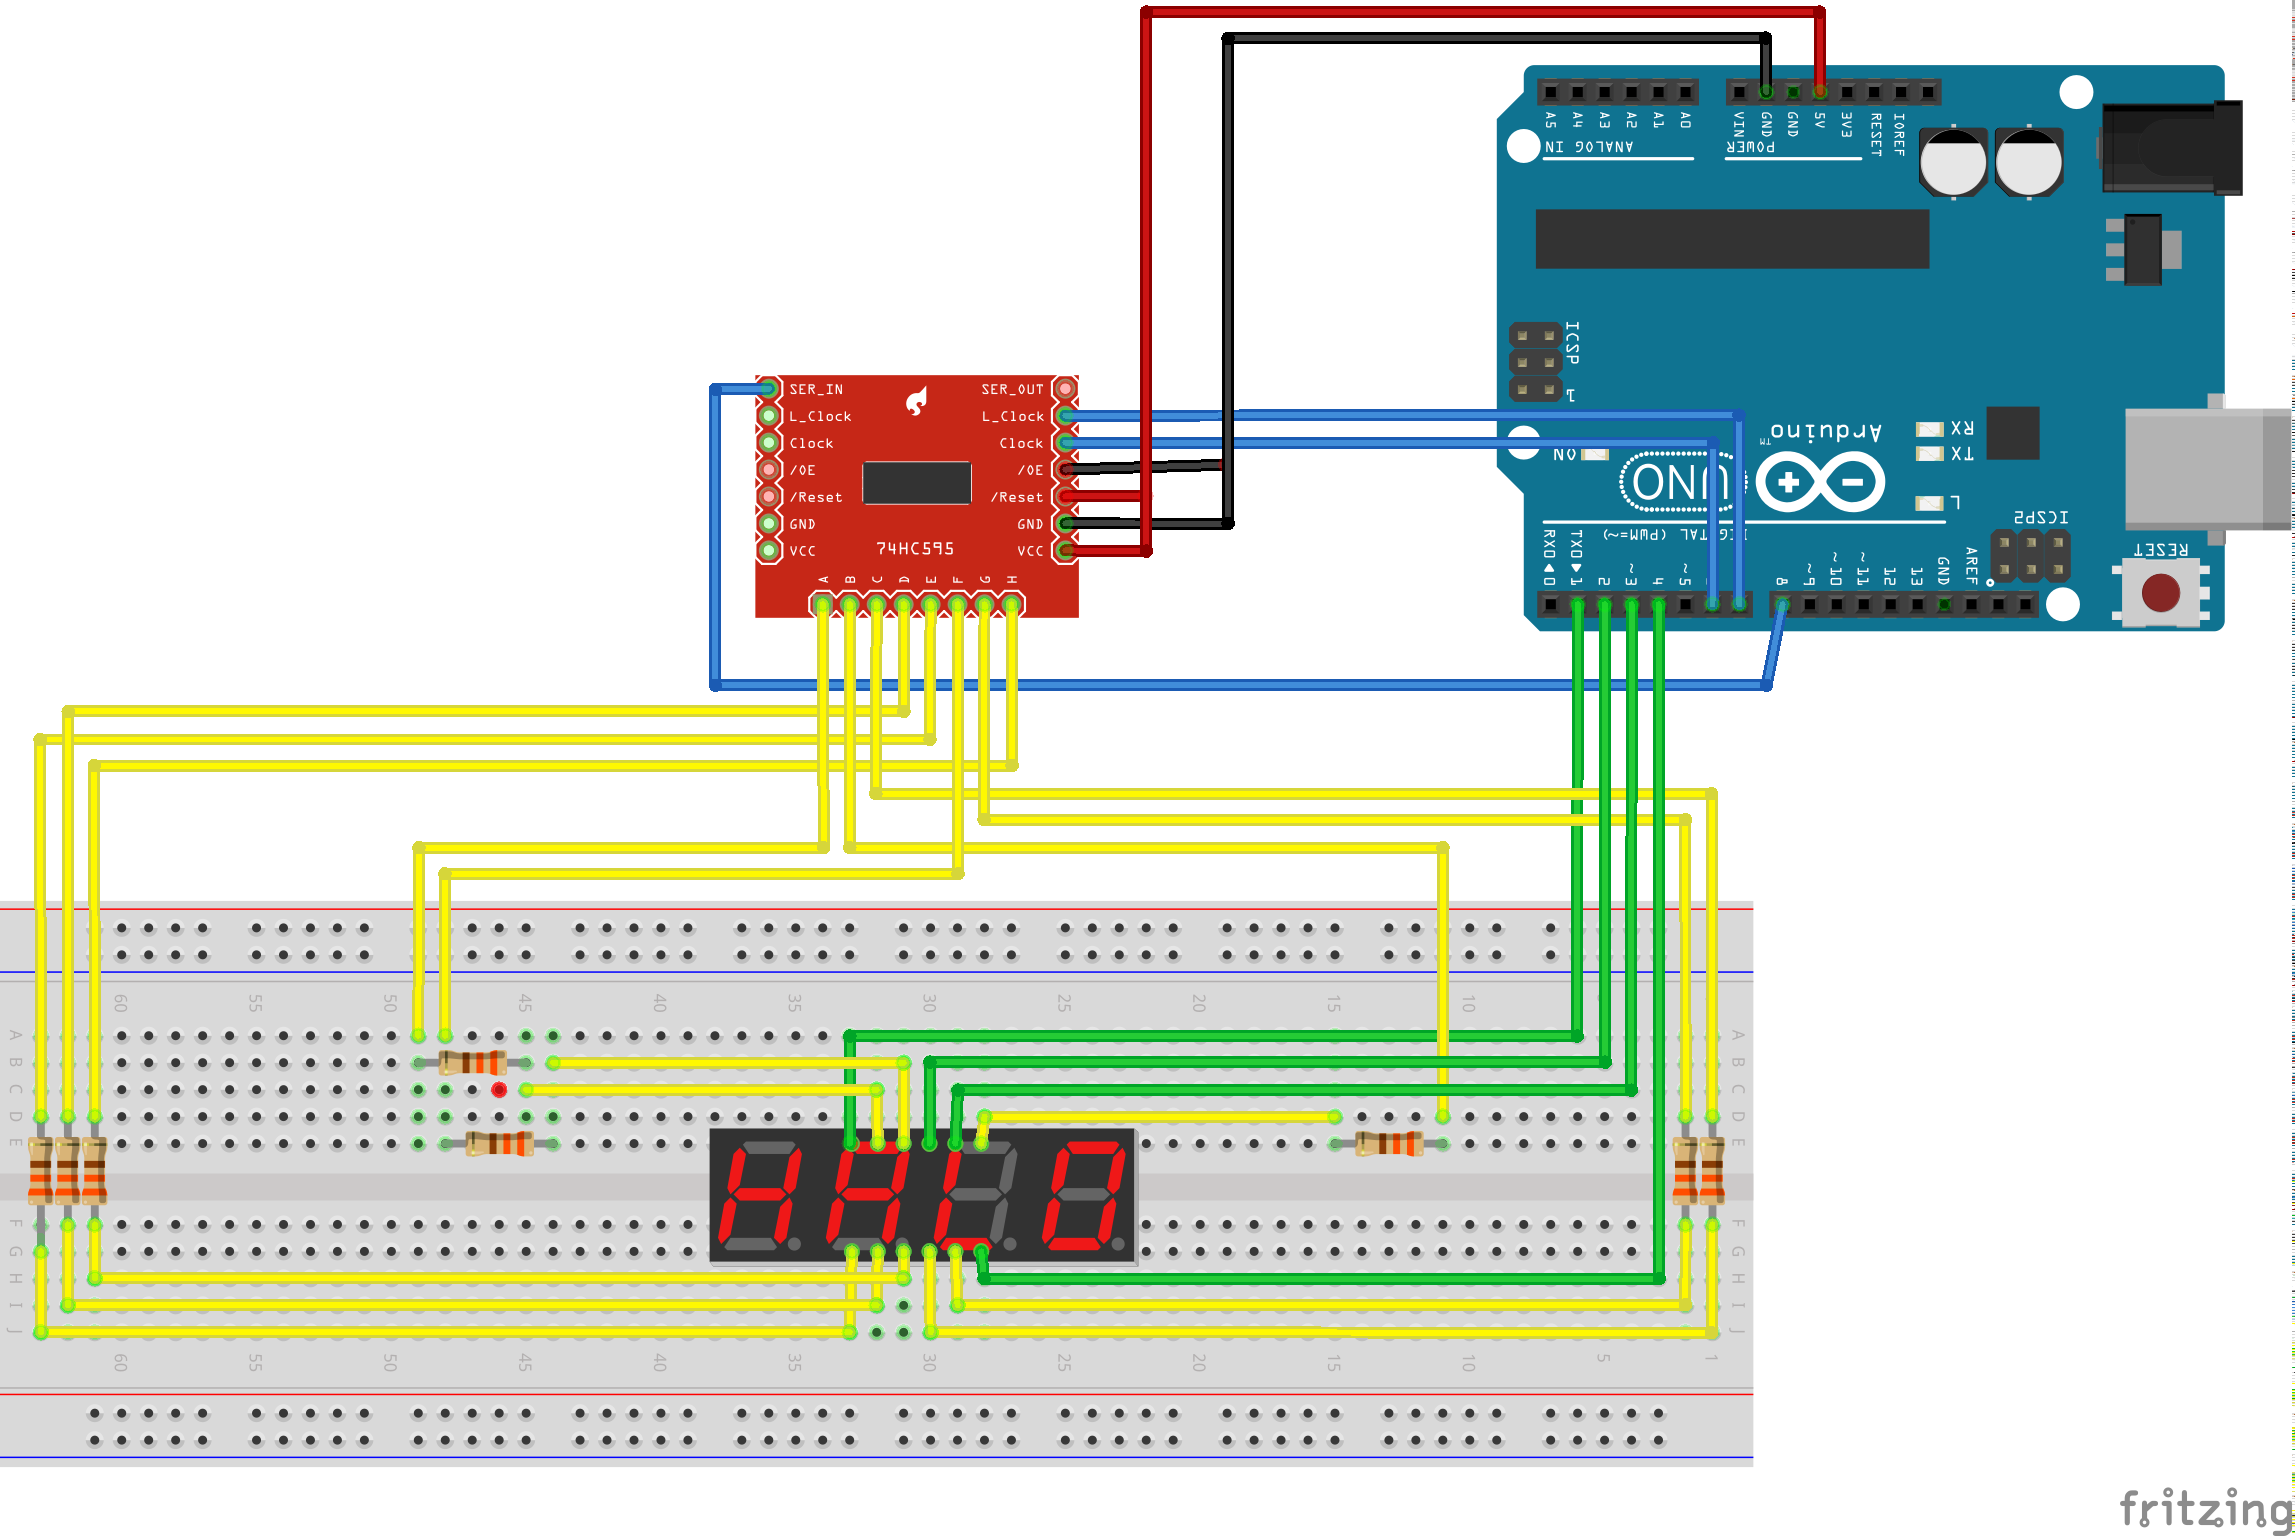 A5 A4 A3 A2 A1 A0
VIN GND GND 5V 3V3 RESET IOREF
ANALOG IN
POWER
ICSP
1
SER_IN
L_Clock
Clock
/OE
/Reset
GND
VCC
SER_OUT
L_Clock
Clock
/OE
/Reset
GND
VCC
74HC595
A B C D E F G H
Arduino™
RX
TX
ON
UNO
L
ICSP2
RESET
(PWM=~)
RX0 TX0
0 1 2 ~3 4 ~5
8 ~9 ~10 ~11 12 13 GND AREF
60 55 50 45 40 35 30 25 20 15 10
A A
B B
C C
D D
E E
F F
G G
H H
I I
J J
60 55 50 45 40 35 30 25 20 15 10 5 1
fritzing